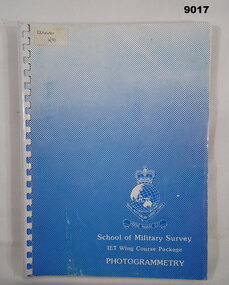 9017
School of Military Survey
IET Wing Course Package
PHOTOGRAMMETRY